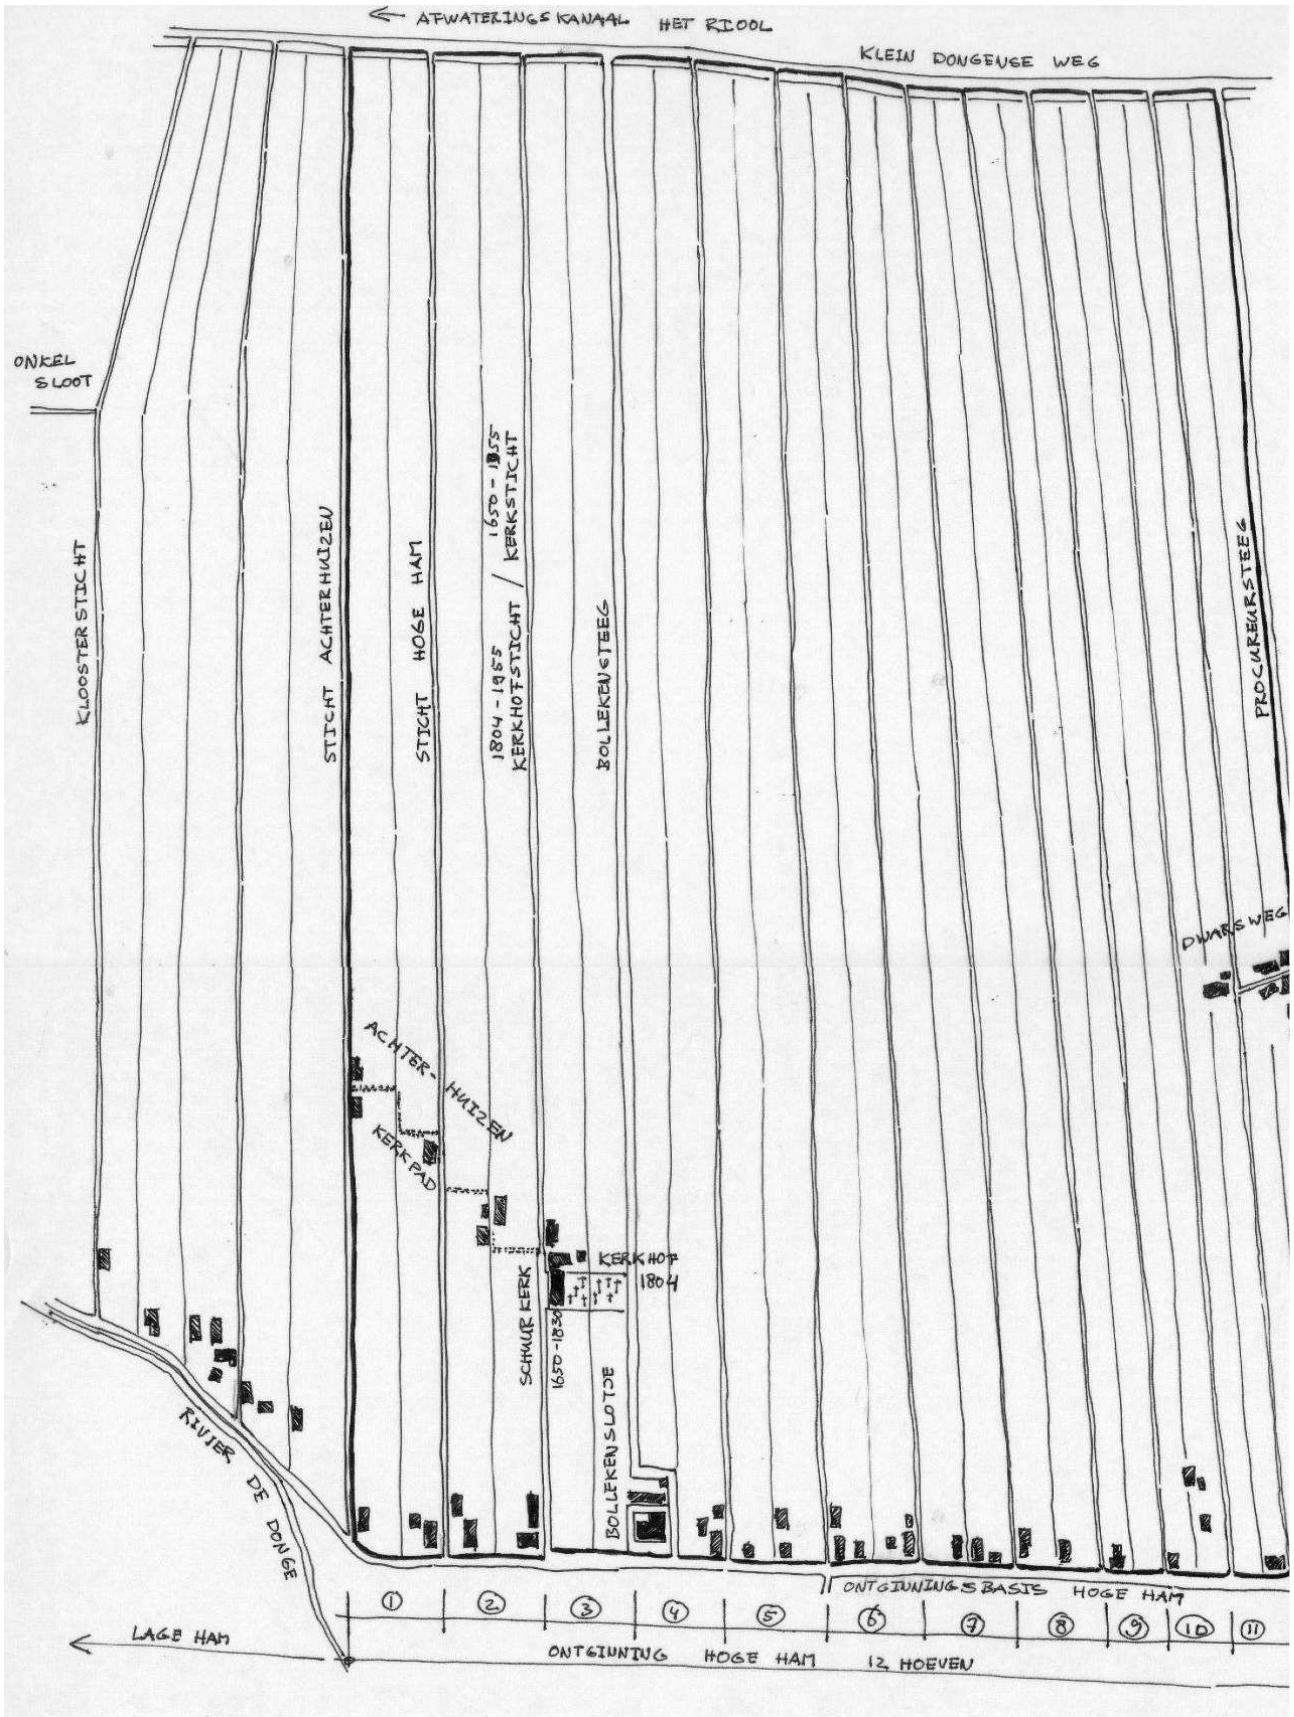 ← AFWATERINGSKANAAL HET RIOOL
KLEIN DONGENSE WEG
ONKEL
SLOOT
KLOOSTERSTICHT
STICHT ACHTERHUIZEN
STICHT HOGE HAM
1804-1955 1650-1855
KERKHOFSTICHT / KERKSTICHT
BOLLEKENSTEEG
PROCUREURSTEEG
DWARSWEG
ACHTER-HUIZEN
KERKPAD
SCHUURKERK
1650-1830
KERKHOF
1804
BOLLEKENSLOTJE
RIVIER DE DONGE
ONTGINNINGSBASIS HOGE HAM
1 2 3 4 5 6 7 8 9 10 11
← LAGE HAM
ONTGINNING HOGE HAM 12 HOEVEN